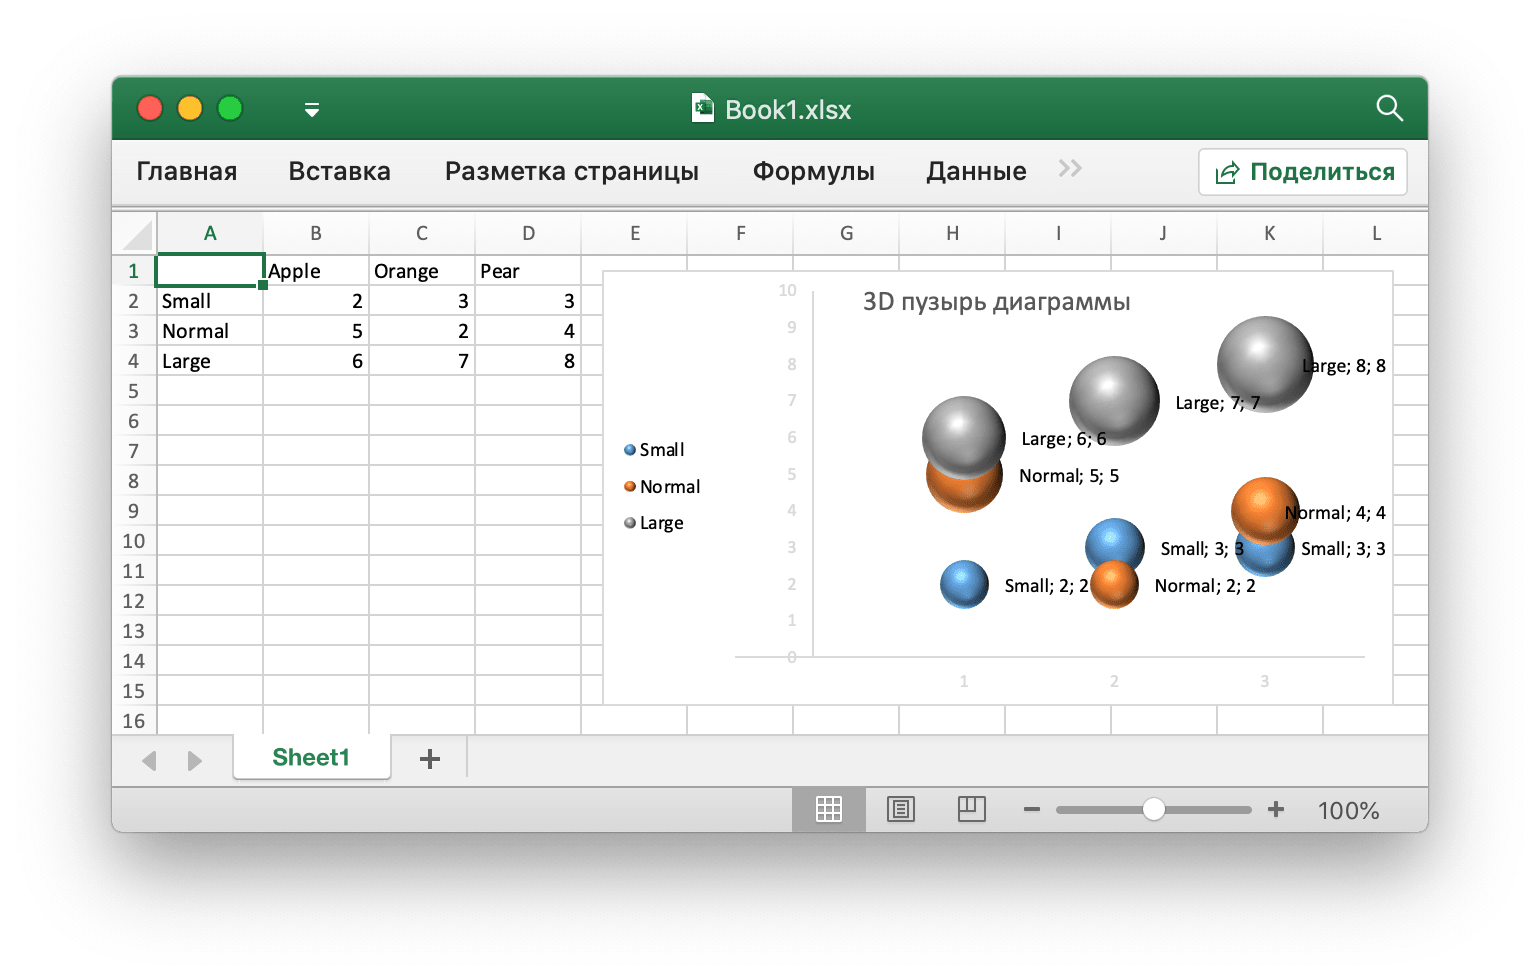 Book1.xlsx
Главная Вставка Разметка страницы Формулы Данные Поделиться
A B C D E F G H I J K L
1 Apple Orange Pear
2 Small 2 3 3
3 Normal 5 2 4
4 Large 6 7 8
5
6
7
8
9
10
11
12
13
14
15
16
3D пузырь диаграммы
10
9
8
7
6
5
4
3
2
1
0
1 2 3
Small
Normal
Large
Large; 8; 8
Large; 7; 7
Large; 6; 6
Normal; 5; 5
Normal; 4; 4
Small; 3; 3
Small; 3; 3
Small; 2; 2
Normal; 2; 2
Sheet1
100%